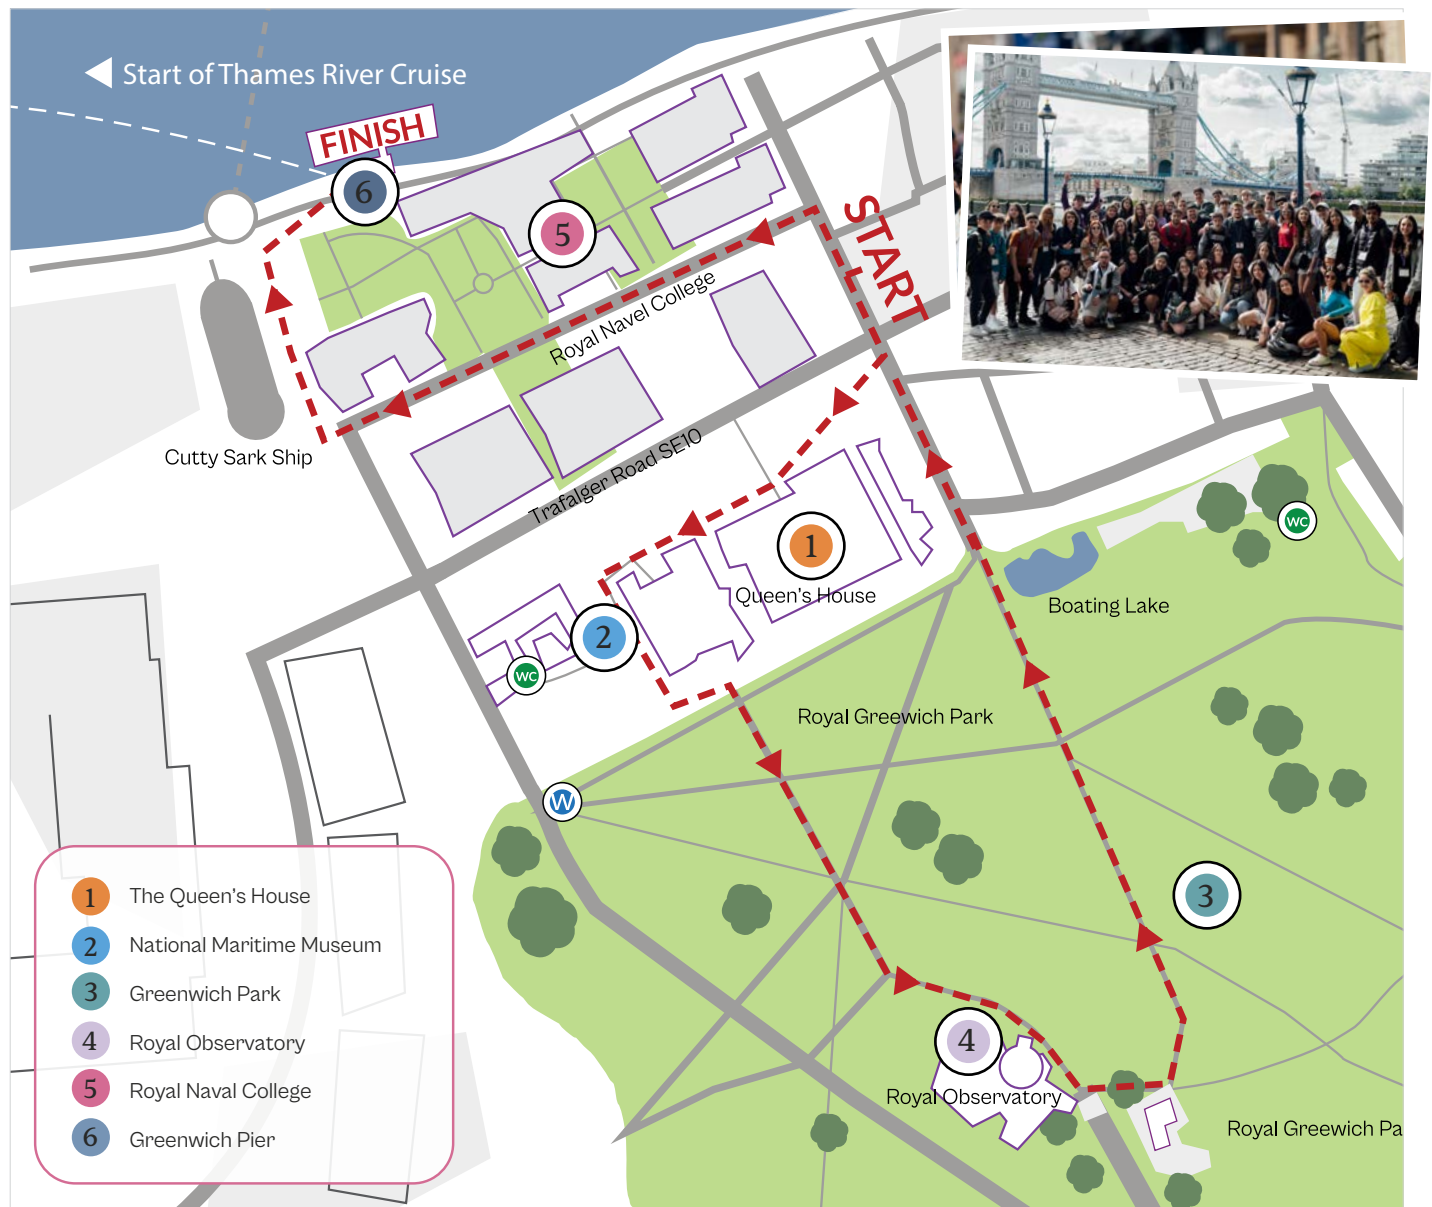 Start of Thames River Cruise
FINISH
6
5
START
Royal Navel College
Cutty Sark Ship
Trafalger Road SE10
1
Queen's House
2
wc
wc
Boating Lake
Royal Greewich Park
W
3
4
Royal Observatory
Royal Greewich Pa
1 The Queen's House
2 National Maritime Museum
3 Greenwich Park
4 Royal Observatory
5 Royal Naval College
6 Greenwich Pier